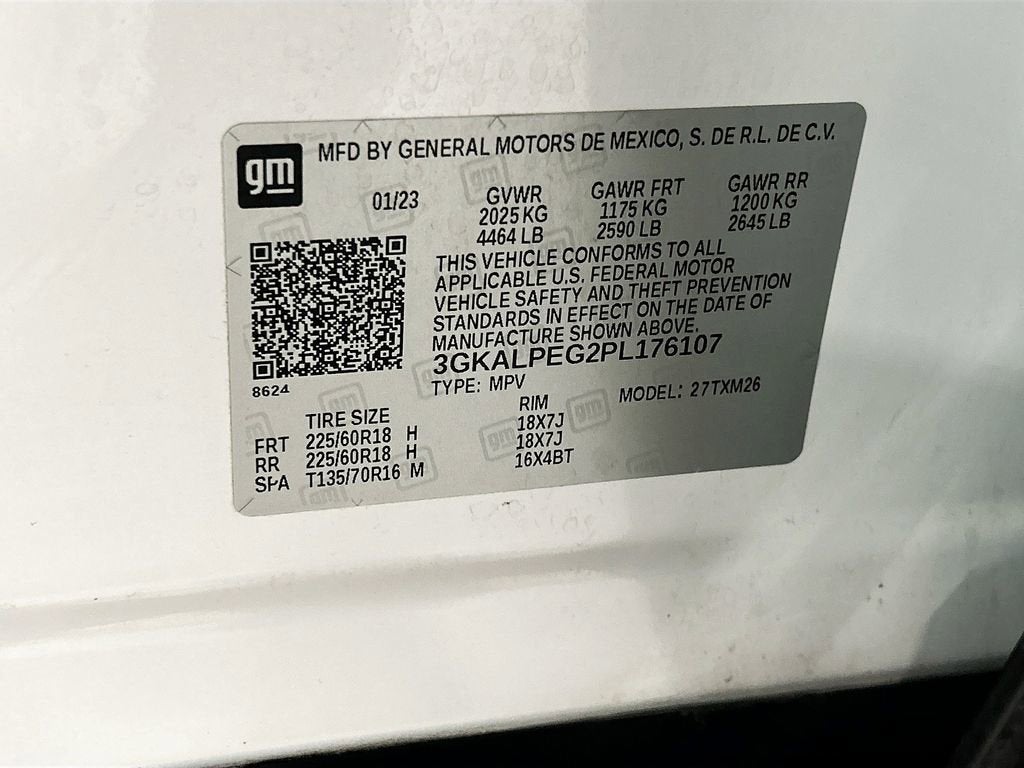 gm MFD BY GENERAL MOTORS DE MEXICO, S. DE R.L. DE C.V.
01/23 GVWR GAWR FRT GAWR RR
2025 KG 1175 KG 1200 KG
4464 LB 2590 LB 2645 LB
THIS VEHICLE CONFORMS TO ALL
APPLICABLE U.S. FEDERAL MOTOR
VEHICLE SAFETY AND THEFT PREVENTION
STANDARDS IN EFFECT ON THE DATE OF
MANUFACTURE SHOWN ABOVE.
3GKALPEG2PL176107
8624
TYPE: MPV MODEL: 27TXM26
TIRE SIZE RIM
FRT 225/60R18 H 18X7J
RR 225/60R18 H 18X7J
SPA T135/70R16 M 16X4BT